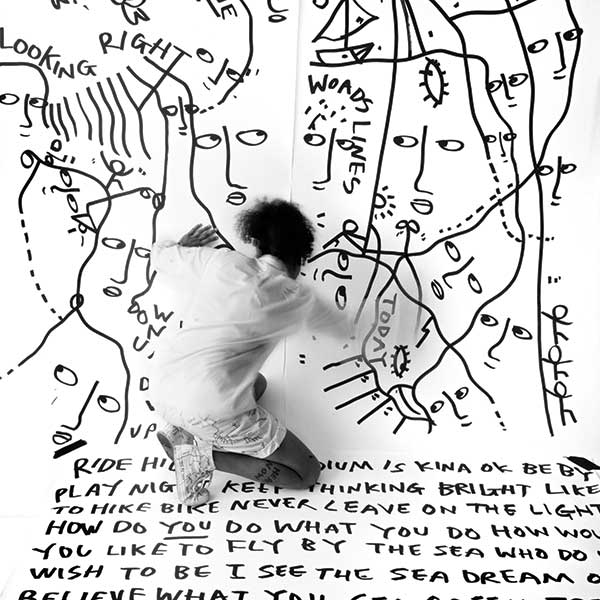 LOOKING RIGHT
WORDS LINES
TODAY
DOWN
UP
RIDE HI DIUM IS KINA OK BE BY
PLAY NIG KEEP THINKING BRIGHT LIKE
TO HIKE BIKE NEVER LEAVE ON THE LIGHT
HOW DO YOU DO WHAT YOU DO HOW WOU
YOU LIKE TO FLY BY THE SEA WHO DO
WISH TO BE I SEE THE SEA DREAM O
BELIEVE WHAT YOU